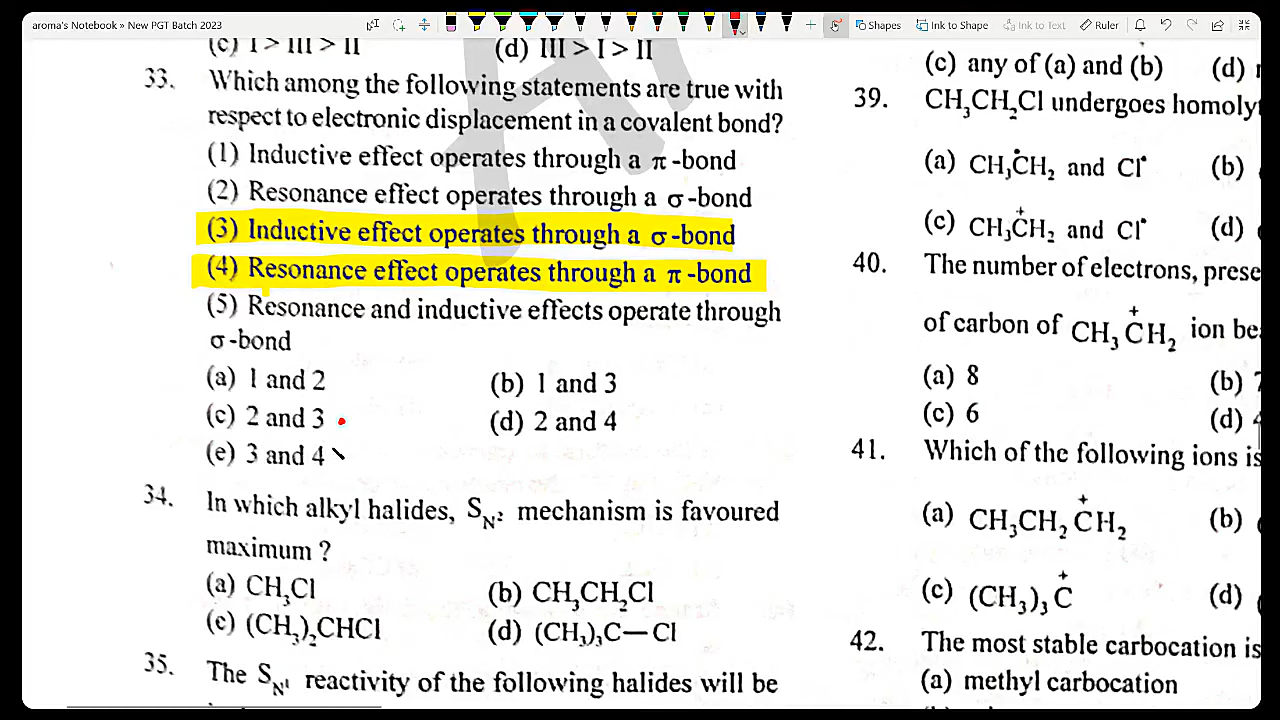 aroma's Notebook » New PGT Batch 2023
Shapes
Ink to Shape
Ink to Text
Ruler
(c) I > III > II
(d) III > I > II
33. Which among the following statements are true with
respect to electronic displacement in a covalent bond?
(1) Inductive effect operates through a π -bond
(2) Resonance effect operates through a σ -bond
(3) Inductive effect operates through a σ -bond
(4) Resonance effect operates through a π -bond
(5) Resonance and inductive effects operate through
σ -bond
(a) 1 and 2
(b) 1 and 3
(c) 2 and 3
(d) 2 and 4
(e) 3 and 4
34. In which alkyl halides, SN² mechanism is favoured
maximum ?
(a) CH₃Cl
(b) CH₃CH₂Cl
(c) (CH₃)₂CHCl
(d) (CH₃)₃C—Cl
35. The SN¹ reactivity of the following halides will be
(c) any of (a) and (b)
(d)
39. CH₃CH₂Cl undergoes
(a) CH₃ĊH₂ and Cl•
(b)
(c) CH₃C⁺H₂ and Cl•
(d)
40. The number of electrons,
of carbon of CH₃C⁺H₂ ion
(a) 8
(b) 7
(c) 6
(d) 4
41. Which of the following ions is
(a) CH₃CH₂C⁺H₂
(b)
(c) (CH₃)₃C⁺
(d)
42. The most stable carbocation is
(a) methyl carbocation